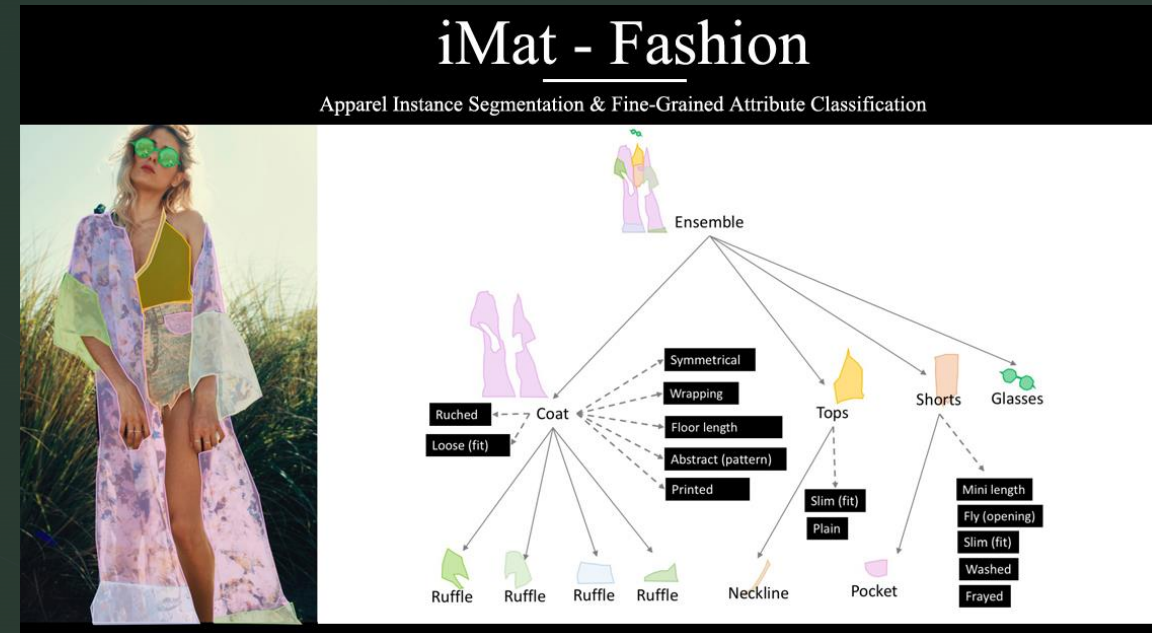 iMat - Fashion
Apparel Instance Segmentation & Fine-Grained Attribute Classification
Ensemble
Symmetrical
Wrapping
Floor length
Abstract (pattern)
Printed
Ruched
Loose (fit)
Coat
Tops
Shorts
Glasses
Slim (fit)
Plain
Mini length
Fly (opening)
Slim (fit)
Washed
Frayed
Ruffle
Ruffle
Ruffle
Ruffle
Neckline
Pocket